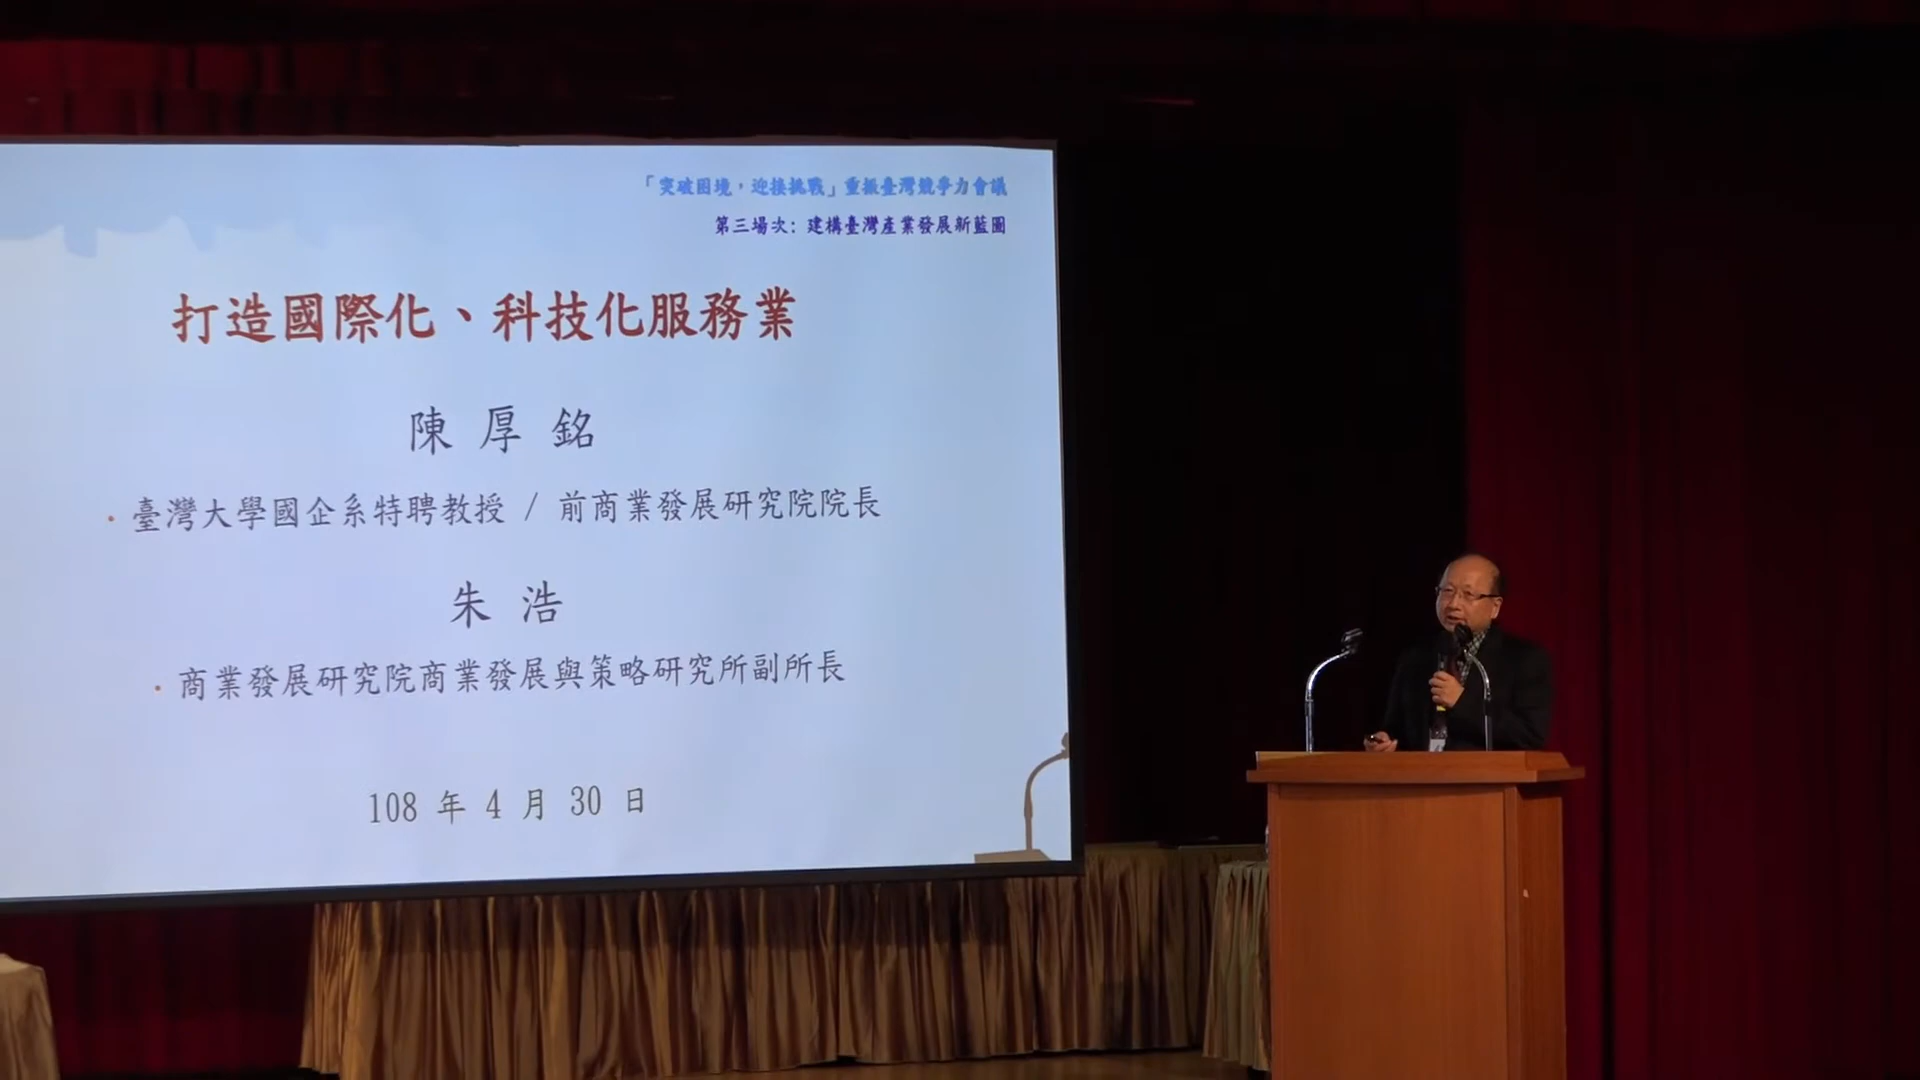 「突破困境，迎接挑戰」重振臺灣競爭力會議
第三場次: 建構臺灣產業發展新藍圖
打造國際化、科技化服務業
陳 厚 銘
· 臺灣大學國企系特聘教授 / 前商業發展研究院院長
朱 浩
· 商業發展研究院商業發展與策略研究所副所長
108 年 4 月 30 日